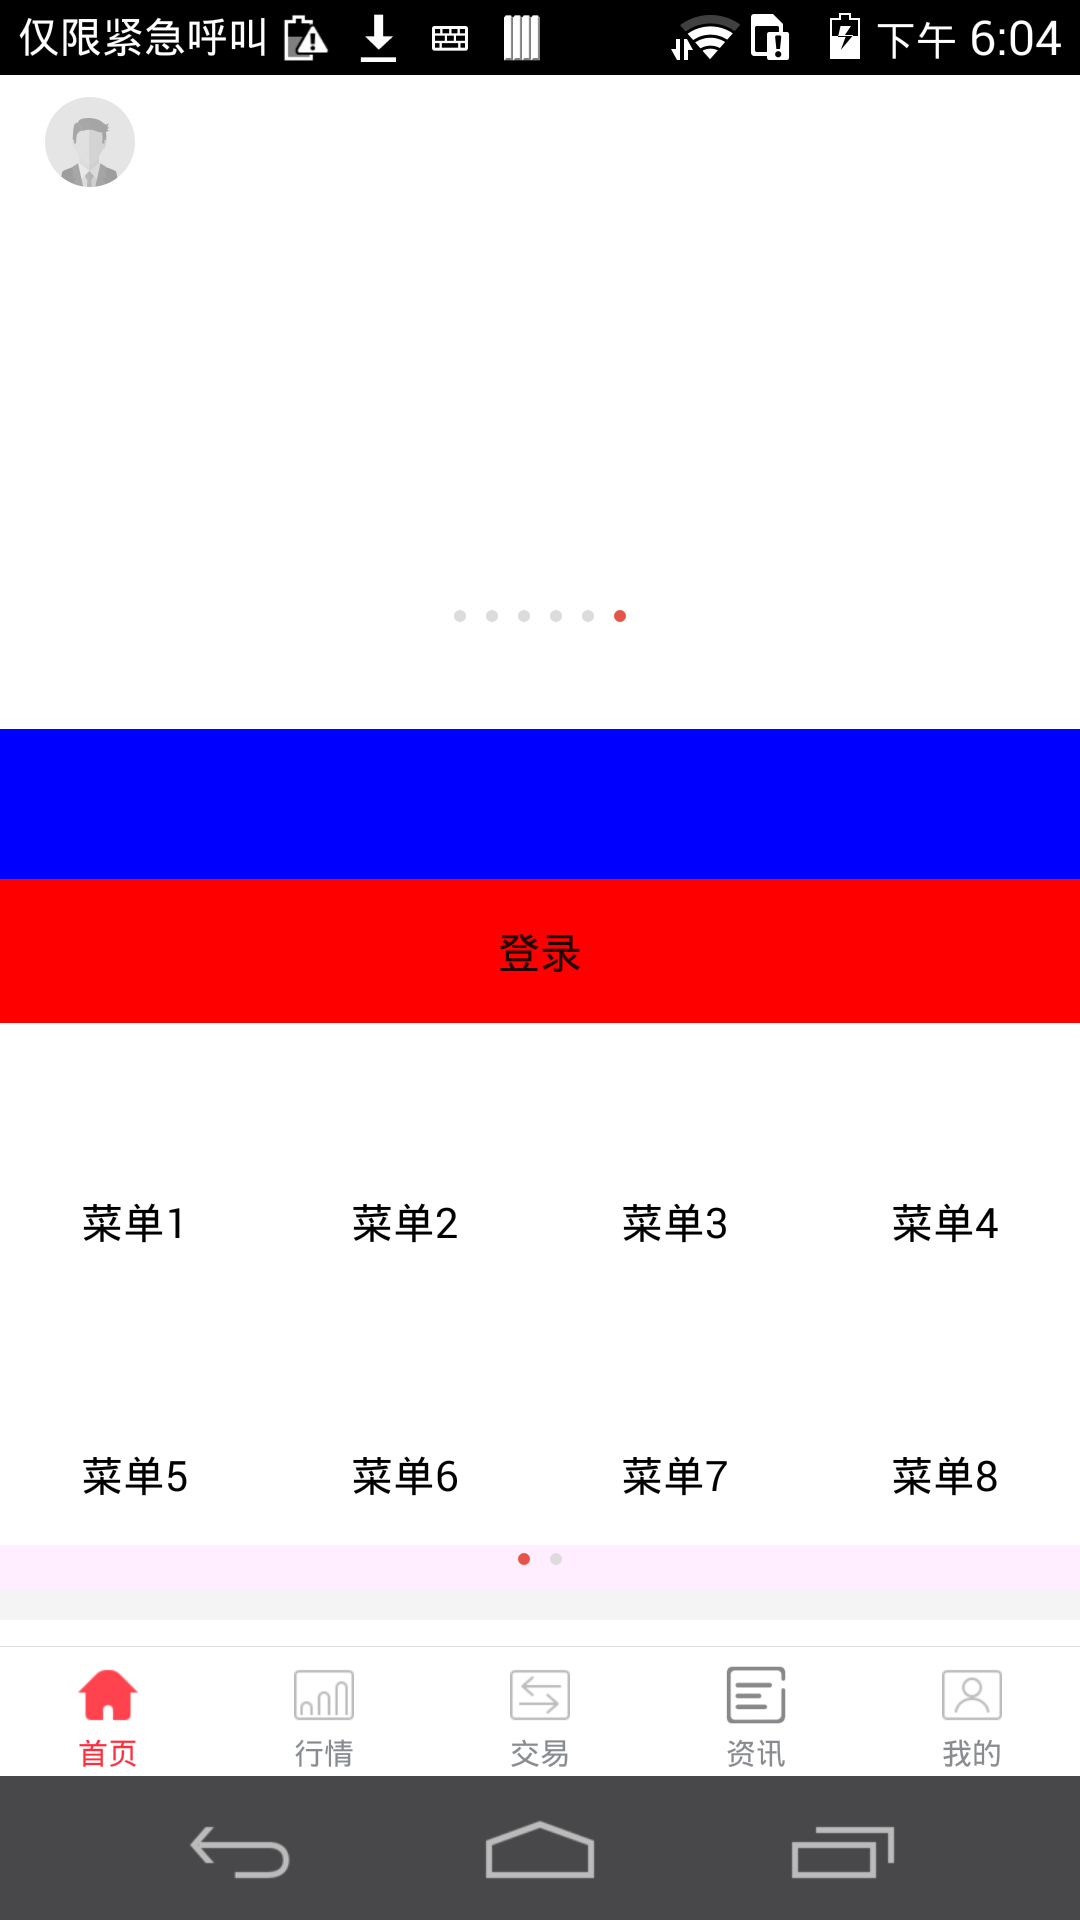 仅限紧急呼叫 下午 6:04
登录
菜单1 菜单2 菜单3 菜单4
菜单5 菜单6 菜单7 菜单8
首页 行情 交易 资讯 我的